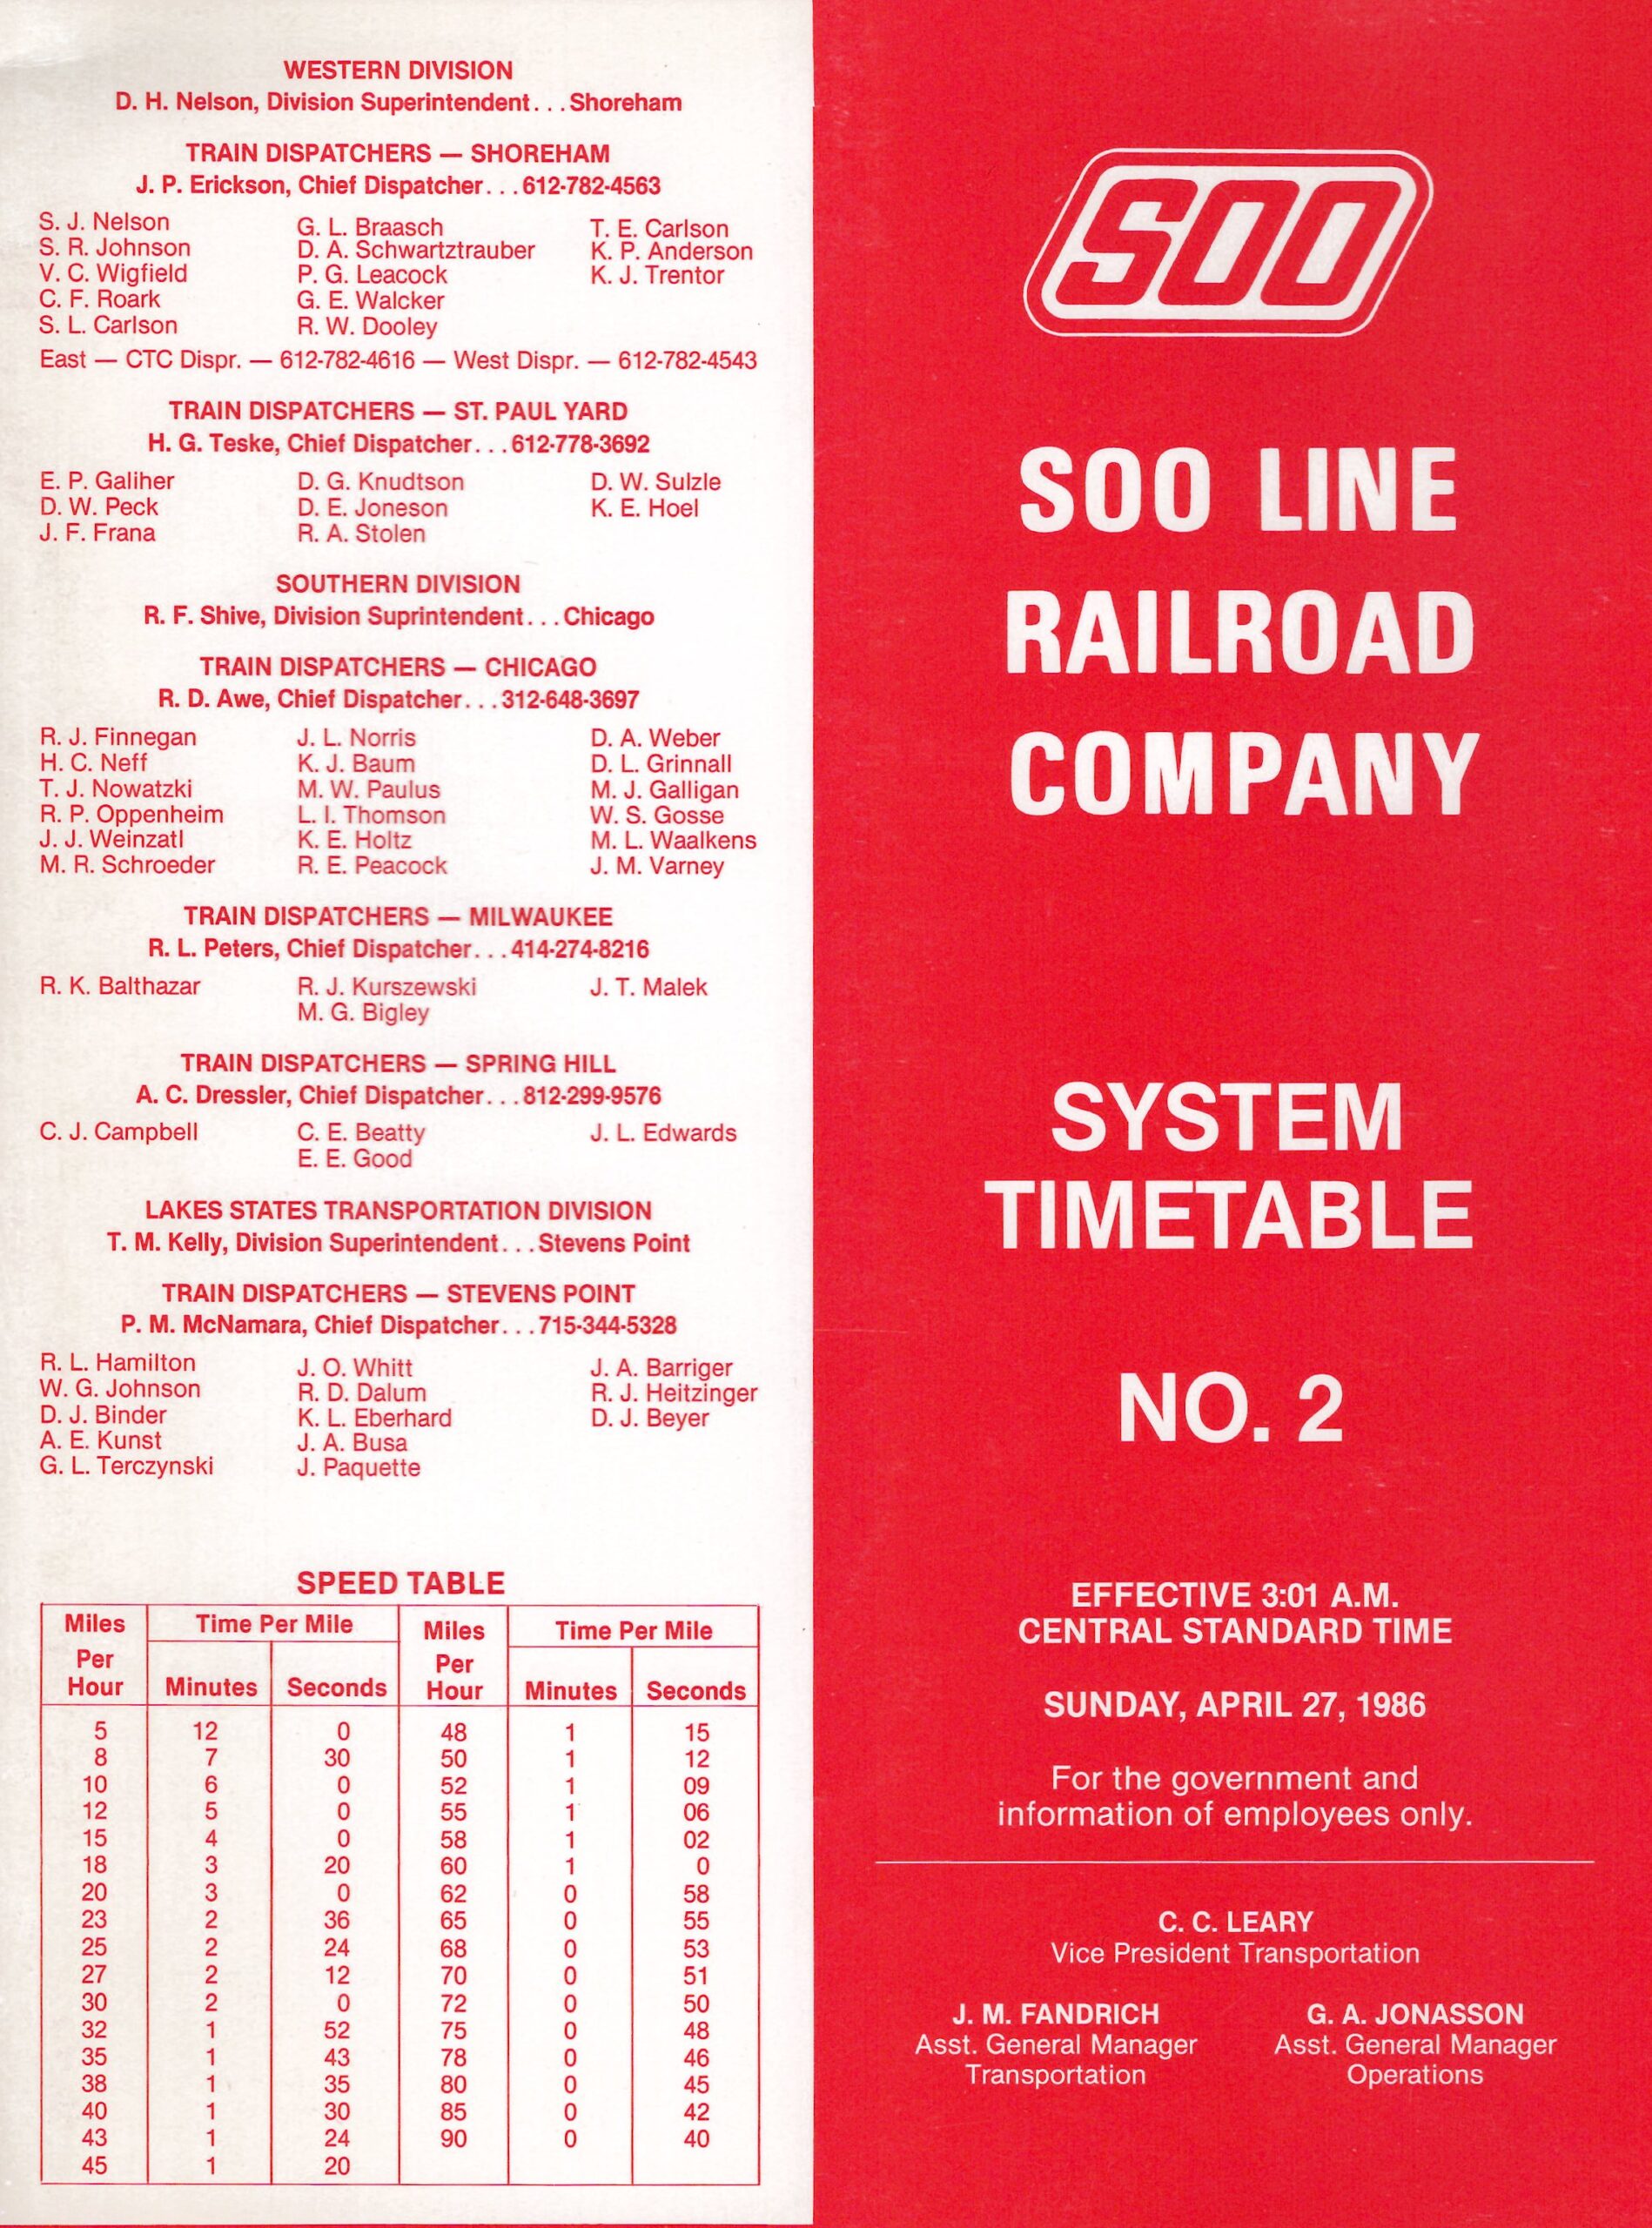 WESTERN DIVISION
D. H. Nelson, Division Superintendent...Shoreham
TRAIN DISPATCHERS — SHOREHAM
J. P. Erickson, Chief Dispatcher...612-782-4563
S. J. Nelson G. L. Braasch T. E. Carlson
S. R. Johnson D. A. Schwartztrauber K. P. Anderson
V. C. Wigfield P. G. Leacock K. J. Trentor
C. F. Roark G. E. Walcker
S. L. Carlson R. W. Dooley
East — CTC Dispr. — 612-782-4616 — West Dispr. — 612-782-4543
TRAIN DISPATCHERS — ST. PAUL YARD
H. G. Teske, Chief Dispatcher...612-778-3692
E. P. Galiher D. G. Knudtson D. W. Sulzle
D. W. Peck D. E. Joneson K. E. Hoel
J. F. Frana R. A. Stolen
SOUTHERN DIVISION
R. F. Shive, Division Suprintendent...Chicago
TRAIN DISPATCHERS — CHICAGO
R. D. Awe, Chief Dispatcher...312-648-3697
R. J. Finnegan J. L. Norris D. A. Weber
H. C. Neff K. J. Baum D. L. Grinnall
T. J. Nowatzki M. W. Paulus M. J. Galligan
R. P. Oppenheim L. I. Thomson W. S. Gosse
J. J. Weinzatl K. E. Holtz M. L. Waalkens
M. R. Schroeder R. E. Peacock J. M. Varney
TRAIN DISPATCHERS — MILWAUKEE
R. L. Peters, Chief Dispatcher...414-274-8216
R. K. Balthazar R. J. Kurszewski J. T. Malek
M. G. Bigley
TRAIN DISPATCHERS — SPRING HILL
A. C. Dressler, Chief Dispatcher...812-299-9576
C. J. Campbell C. E. Beatty J. L. Edwards
E. E. Good
LAKES STATES TRANSPORTATION DIVISION
T. M. Kelly, Division Superintendent...Stevens Point
TRAIN DISPATCHERS — STEVENS POINT
P. M. McNamara, Chief Dispatcher...715-344-5328
R. L. Hamilton J. O. Whitt J. A. Barriger
W. G. Johnson R. D. Dalum R. J. Heitzinger
D. J. Binder K. L. Eberhard D. J. Beyer
A. E. Kunst J. A. Busa
G. L. Terczynski J. Paquette
SPEED TABLE
Miles Time Per Mile Miles Time Per Mile
Per Per
Hour Minutes Seconds Hour Minutes Seconds
5 12 0 48 1 15
8 7 30 50 1 12
10 6 0 52 1 09
12 5 0 55 1 06
15 4 0 58 1 02
18 3 20 60 1 0
20 3 0 62 0 58
23 2 36 65 0 55
25 2 24 68 0 53
27 2 12 70 0 51
30 2 0 72 0 50
32 1 52 75 0 48
35 1 43 78 0 46
38 1 35 80 0 45
40 1 30 85 0 42
43 1 24 90 0 40
45 1 20
SOO
SOO LINE
RAILROAD
COMPANY
SYSTEM
TIMETABLE
NO. 2
EFFECTIVE 3:01 A.M.
CENTRAL STANDARD TIME
SUNDAY, APRIL 27, 1986
For the government and
information of employees only.
C. C. LEARY
Vice President Transportation
J. M. FANDRICH G. A. JONASSON
Asst. General Manager Asst. General Manager
Transportation Operations